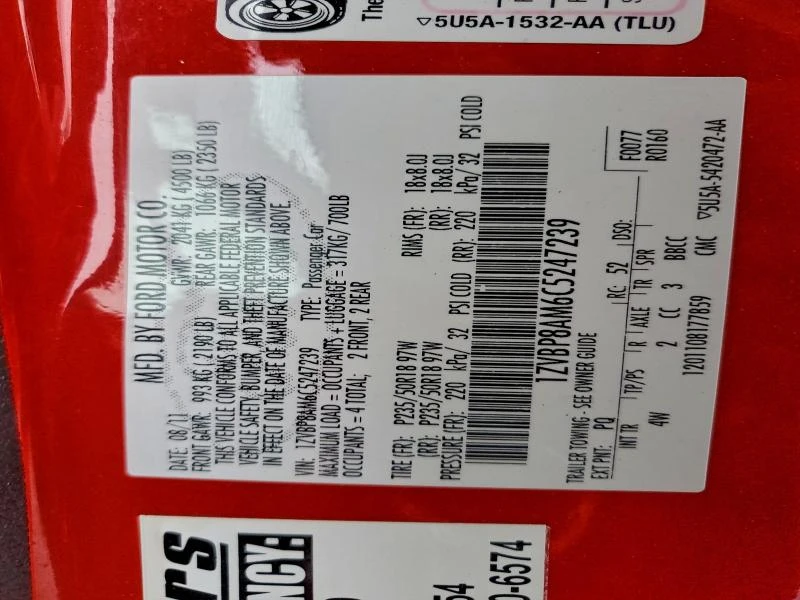 The
▽5U5A-1532-AA (TLU)
MFD. BY FORD MOTOR CO.
DATE: 08/11 GVWR: 2041 KG ( 4500 LB)
FRONT GAWR: 993 KG ( 2190 LB) REAR GAWR: 1066 KG ( 2350 LB)
THIS VEHICLE CONFORMS TO ALL APPLICABLE FEDERAL MOTOR
VEHICLE SAFETY, BUMPER, AND THEFT PREVENTION STANDARDS
IN EFFECT ON THE DATE OF MANUFACTURE SHOWN ABOVE.
VIN: 1ZVBP8AM6C5247239 TYPE: Passenger Car
MAXIMUM LOAD = OCCUPANTS + LUGGAGE = 317KG/ 700LB
OCCUPANTS = 4 TOTAL; 2 FRONT, 2 REAR
TIRE (FR): P235/50R18 97W RIMS (FR): 18x8.0J
(RR): P235/50R18 97W (RR): 18x8.0J
PRESSURE (FR): 220 kPa/ 32 PSI COLD (RR): 220 kPa/ 32 PSI COLD
1ZVBP8AM6C5247239
TRAILER TOWING - SEE OWNER GUIDE
EXT PNT: PQ RC: 52 DSO: F0077
R0160
INT TR TP/PS R AXLE TR SPR
4W 2 CC 3 BBCC
1201108177859 CMC ▽5U5A-5420472-AA
rs
NCY:
54
0-6574